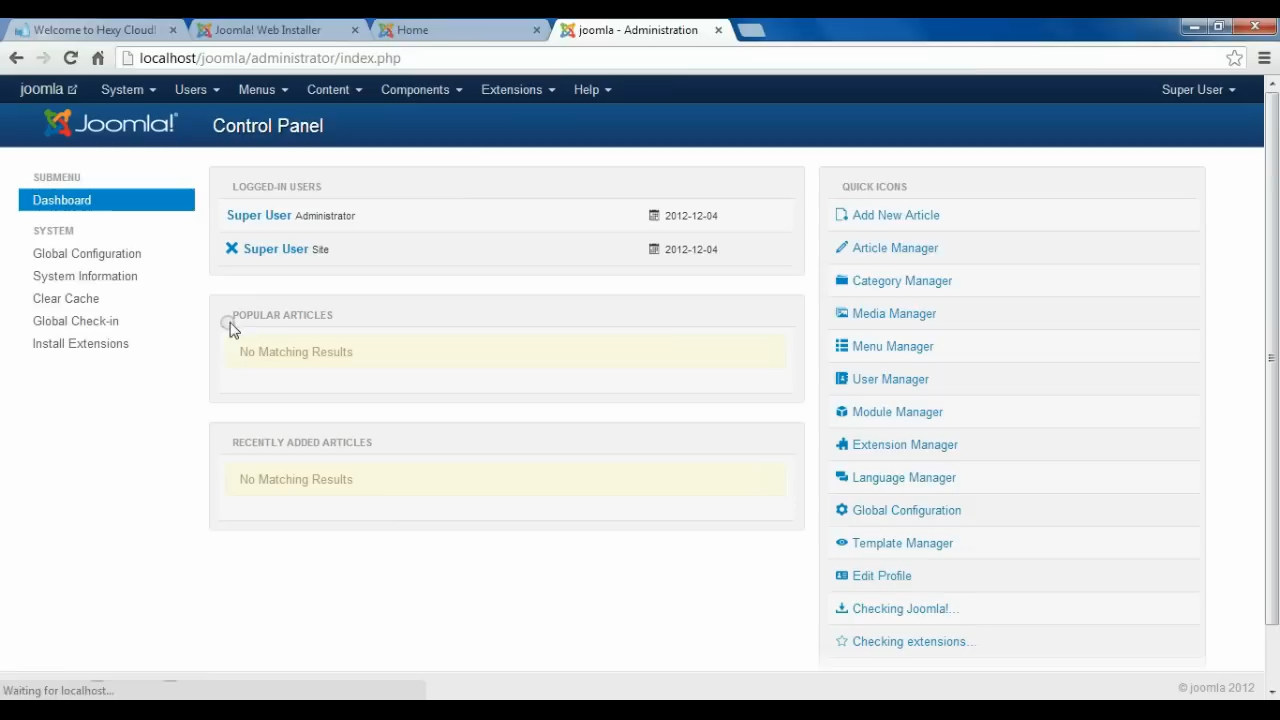 Welcome to Hexy Cloud!
Joomla! Web Installer
Home
joomla - Administration
localhost/joomla/administrator/index.php
joomla System Users Menus Content Components Extensions Help Super User
Joomla! Control Panel
SUBMENU
Dashboard
SYSTEM
Global Configuration
System Information
Clear Cache
Global Check-in
Install Extensions
LOGGED-IN USERS
Super User Administrator 2012-12-04
Super User Site 2012-12-04
POPULAR ARTICLES
No Matching Results
RECENTLY ADDED ARTICLES
No Matching Results
QUICK ICONS
Add New Article
Article Manager
Category Manager
Media Manager
Menu Manager
User Manager
Module Manager
Extension Manager
Language Manager
Global Configuration
Template Manager
Edit Profile
Checking Joomla!...
Checking extensions...
Waiting for localhost...
© joomla 2012